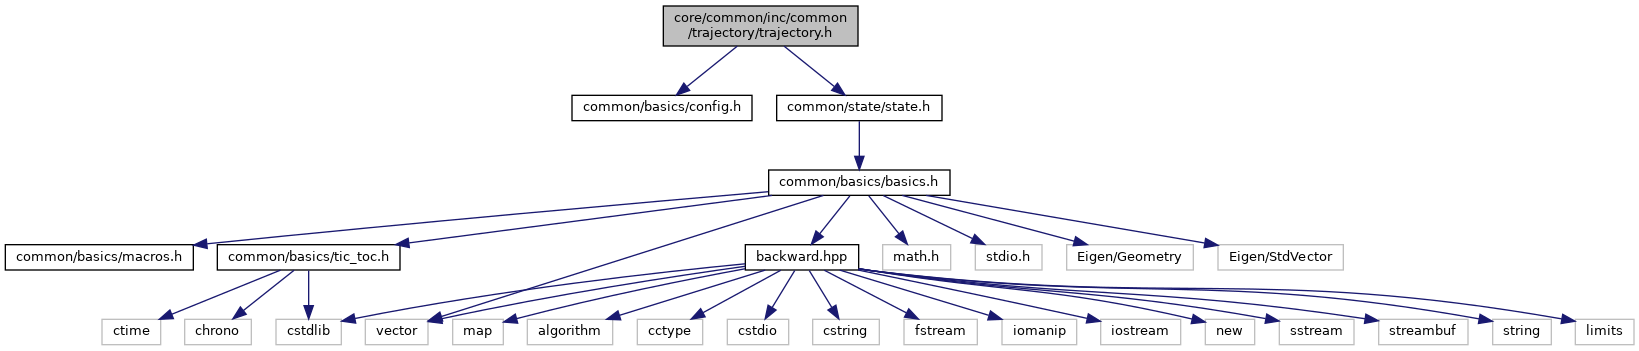 core/common/inc/common
/trajectory/trajectory.h
common/basics/config.h
common/state/state.h
common/basics/basics.h
common/basics/macros.h
common/basics/tic_toc.h
backward.hpp
math.h
stdio.h
Eigen/Geometry
Eigen/StdVector
ctime
chrono
cstdlib
vector
map
algorithm
cctype
cstdio
cstring
fstream
iomanip
iostream
new
sstream
streambuf
string
limits